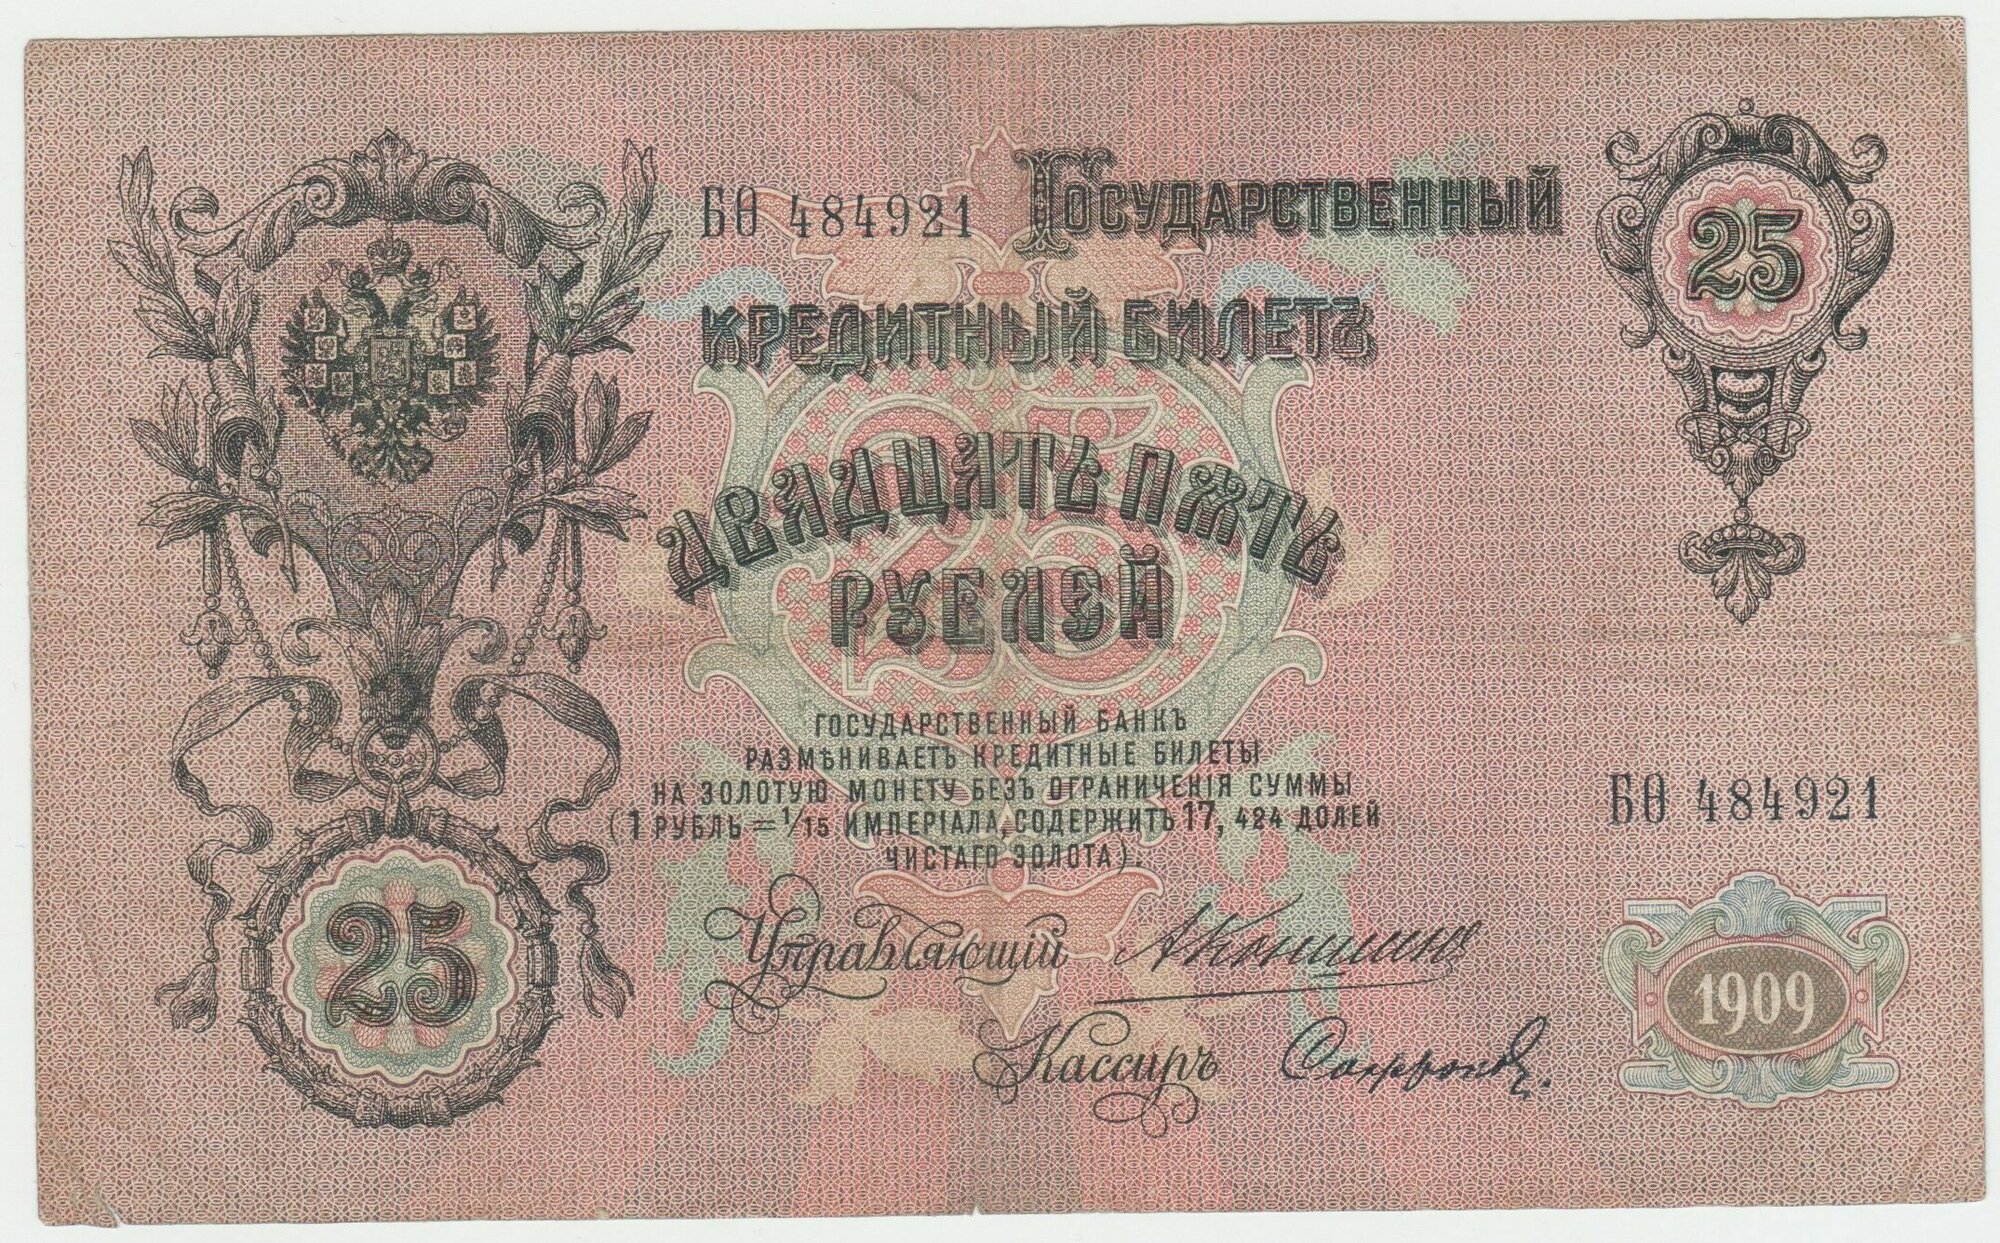 БѲ 484921
Государственный
25
кредитный билетъ
двадцать пять
рублей
ГОСУДАРСТВЕННЫЙ БАНКЪ
РАЗМѢНИВАЕТЪ КРЕДИТНЫЕ БИЛЕТЫ
НА ЗОЛОТУЮ МОНЕТУ БЕЗЪ ОГРАНИЧЕНІЯ СУММЫ
(1 РУБЛЬ = 1/15 ИМПЕРІАЛА, СОДЕРЖИТЪ 17, 424 ДОЛЕЙ
ЧИСТАГО ЗОЛОТА).
БѲ 484921
25
25
Управляющій АКоншинъ
Кассиръ Сафроновъ.
1909